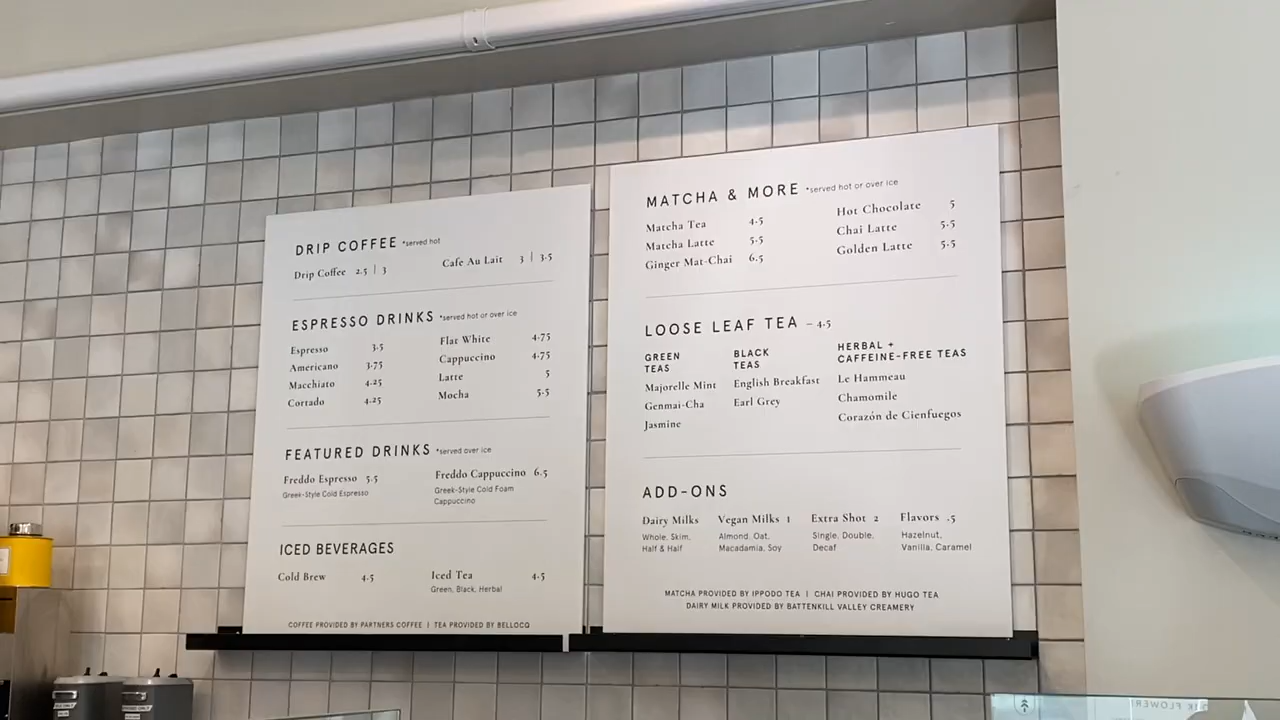 DRIP COFFEE *served hot
Drip Coffee 2.5 | 3
Cafe Au Lait 3 | 3.5
ESPRESSO DRINKS *served hot or over ice
Espresso 3.5
Americano 3.75
Macchiato 4.25
Cortado 4.25
Flat White 4.75
Cappuccino 4.75
Latte 5
Mocha 5.5
FEATURED DRINKS *served over ice
Freddo Espresso 5.5
Greek-Style Cold Espresso
Freddo Cappuccino 6.5
Greek-Style Cold Foam
Cappuccino
ICED BEVERAGES
Cold Brew 4.5
Iced Tea 4.5
Green, Black, Herbal
COFFEE PROVIDED BY PARTNERS COFFEE | TEA PROVIDED BY BELLOCQ
MATCHA & MORE *served hot or over ice
Matcha Tea 4.5
Matcha Latte 5.5
Ginger Mat-Chai 6.5
Hot Chocolate 5
Chai Latte 5.5
Golden Latte 5.5
LOOSE LEAF TEA – 4.5
GREEN
TEAS
Majorelle Mint
Genmai-Cha
Jasmine
BLACK
TEAS
English Breakfast
Earl Grey
HERBAL +
CAFFEINE-FREE TEAS
Le Hammeau
Chamomile
Corazón de Cienfuegos
ADD-ONS
Dairy Milks
Whole, Skim,
Half & Half
Vegan Milks 1
Almond, Oat,
Macadamia, Soy
Extra Shot 2
Single, Double,
Decaf
Flavors .5
Hazelnut,
Vanilla, Caramel
MATCHA PROVIDED BY IPPODO TEA | CHAI PROVIDED BY HUGO TEA
DAIRY MILK PROVIDED BY BATTENKILL VALLEY CREAMERY